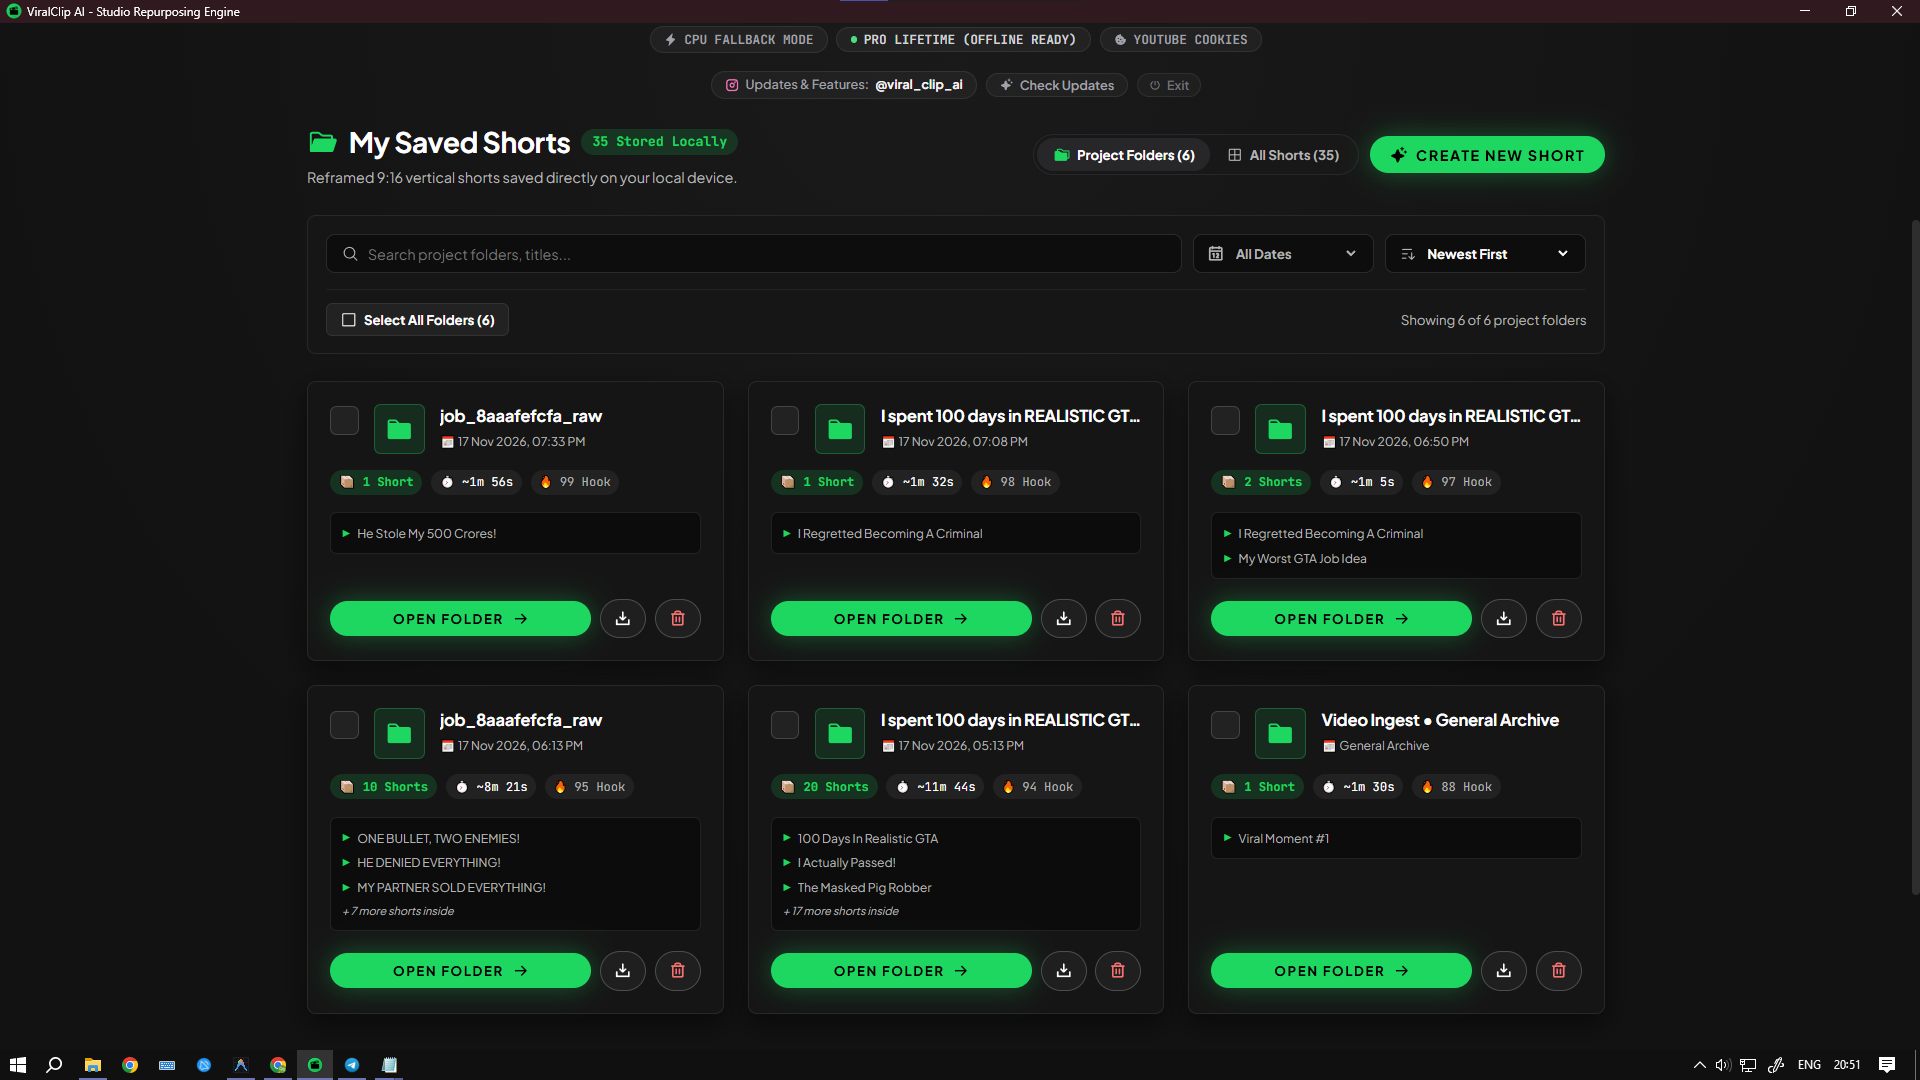 ViralClip AI - Studio Repurposing Engine
CPU FALLBACK MODE
PRO LIFETIME (OFFLINE READY)
YOUTUBE COOKIES
Updates & Features: @viral_clip_ai
Check Updates
Exit
My Saved Shorts
35 Stored Locally
Reframed 9:16 vertical shorts saved directly on your local device.
Project Folders (6)
All Shorts (35)
CREATE NEW SHORT
Search project folders, titles...
All Dates
Newest First
Select All Folders (6)
Showing 6 of 6 project folders
job_8aaafefcfa_raw
17 Nov 2026, 07:33 PM
1 Short
~1m 56s
99 Hook
He Stole My 500 Crores!
OPEN FOLDER →
I spent 100 days in REALISTIC GT...
17 Nov 2026, 07:08 PM
1 Short
~1m 32s
98 Hook
I Regretted Becoming A Criminal
OPEN FOLDER →
I spent 100 days in REALISTIC GT...
17 Nov 2026, 06:50 PM
2 Shorts
~1m 5s
97 Hook
I Regretted Becoming A Criminal
My Worst GTA Job Idea
OPEN FOLDER →
job_8aaafefcfa_raw
17 Nov 2026, 06:13 PM
10 Shorts
~8m 21s
95 Hook
ONE BULLET, TWO ENEMIES!
HE DENIED EVERYTHING!
MY PARTNER SOLD EVERYTHING!
+ 7 more shorts inside
OPEN FOLDER →
I spent 100 days in REALISTIC GT...
17 Nov 2026, 05:13 PM
20 Shorts
~11m 44s
94 Hook
100 Days In Realistic GTA
I Actually Passed!
The Masked Pig Robber
+ 17 more shorts inside
OPEN FOLDER →
Video Ingest ● General Archive
General Archive
1 Short
~1m 30s
88 Hook
Viral Moment #1
OPEN FOLDER →
ENG
20:51